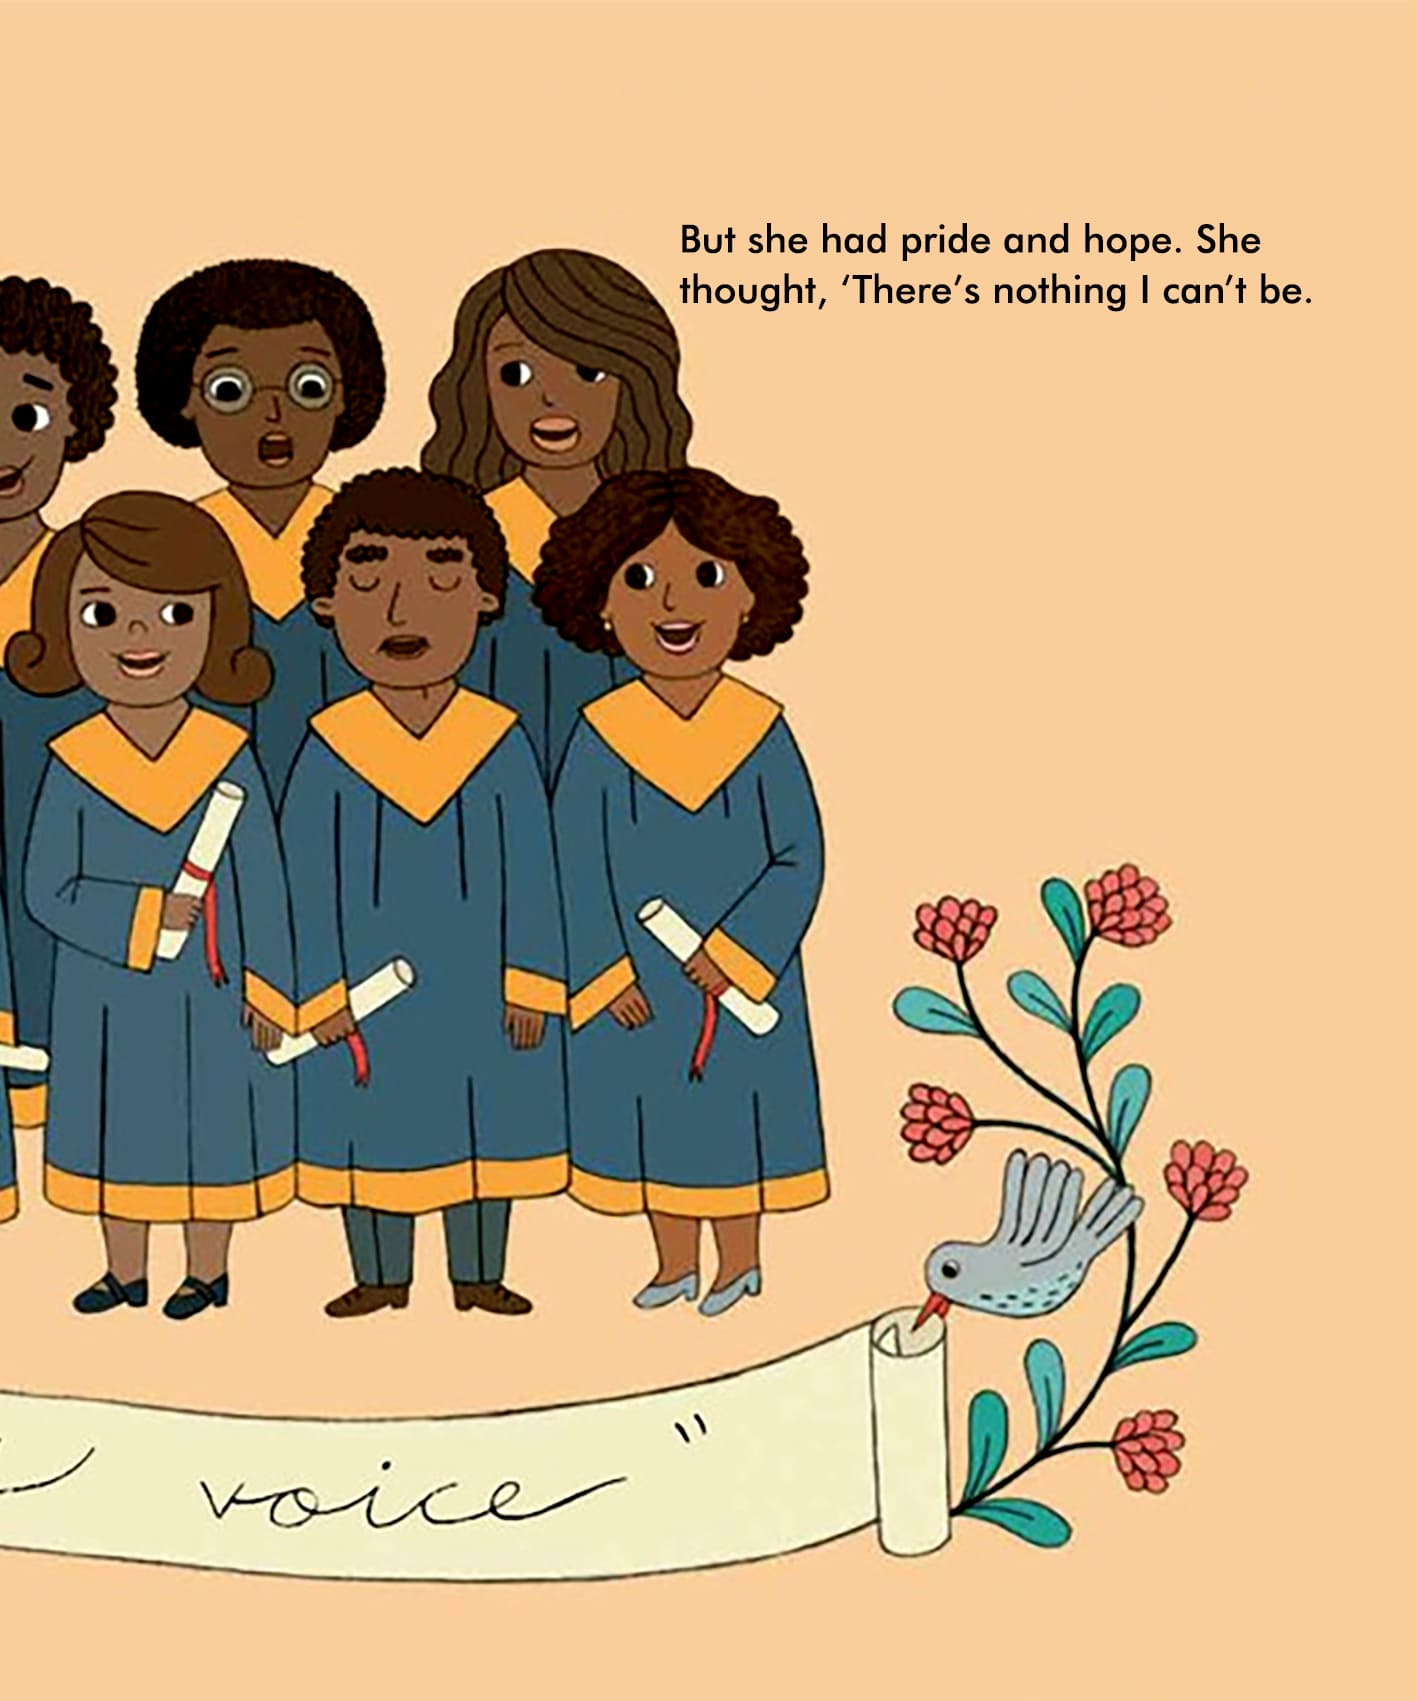 But she had pride and hope. She
thought, ‘There’s nothing I can’t be.
voice”